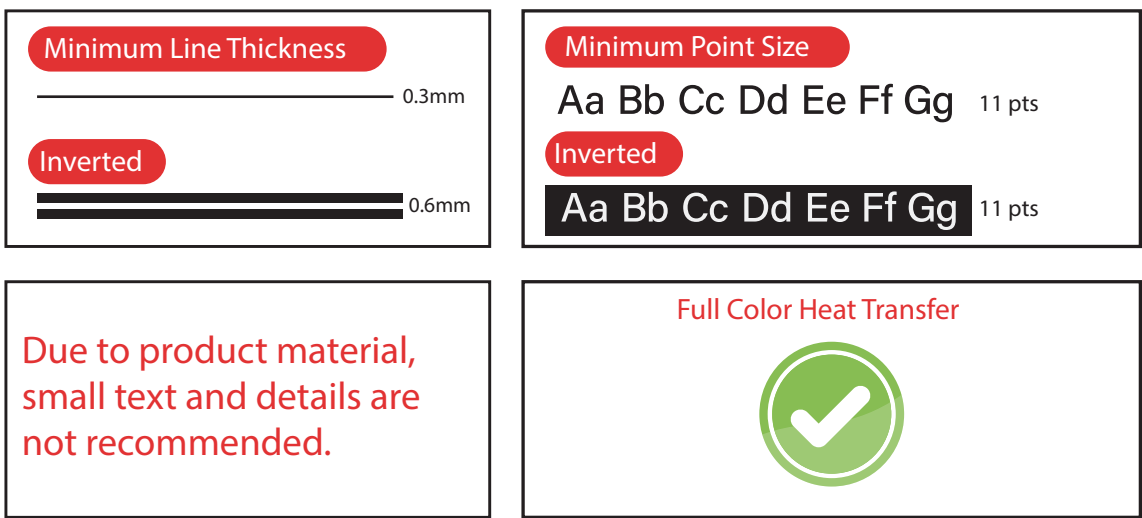 Minimum Line Thickness
0.3mm
Inverted
0.6mm
Minimum Point Size
Aa Bb Cc Dd Ee Ff Gg 11 pts
Inverted
Aa Bb Cc Dd Ee Ff Gg 11 pts
Due to product material,
small text and details are
not recommended.
Full Color Heat Transfer